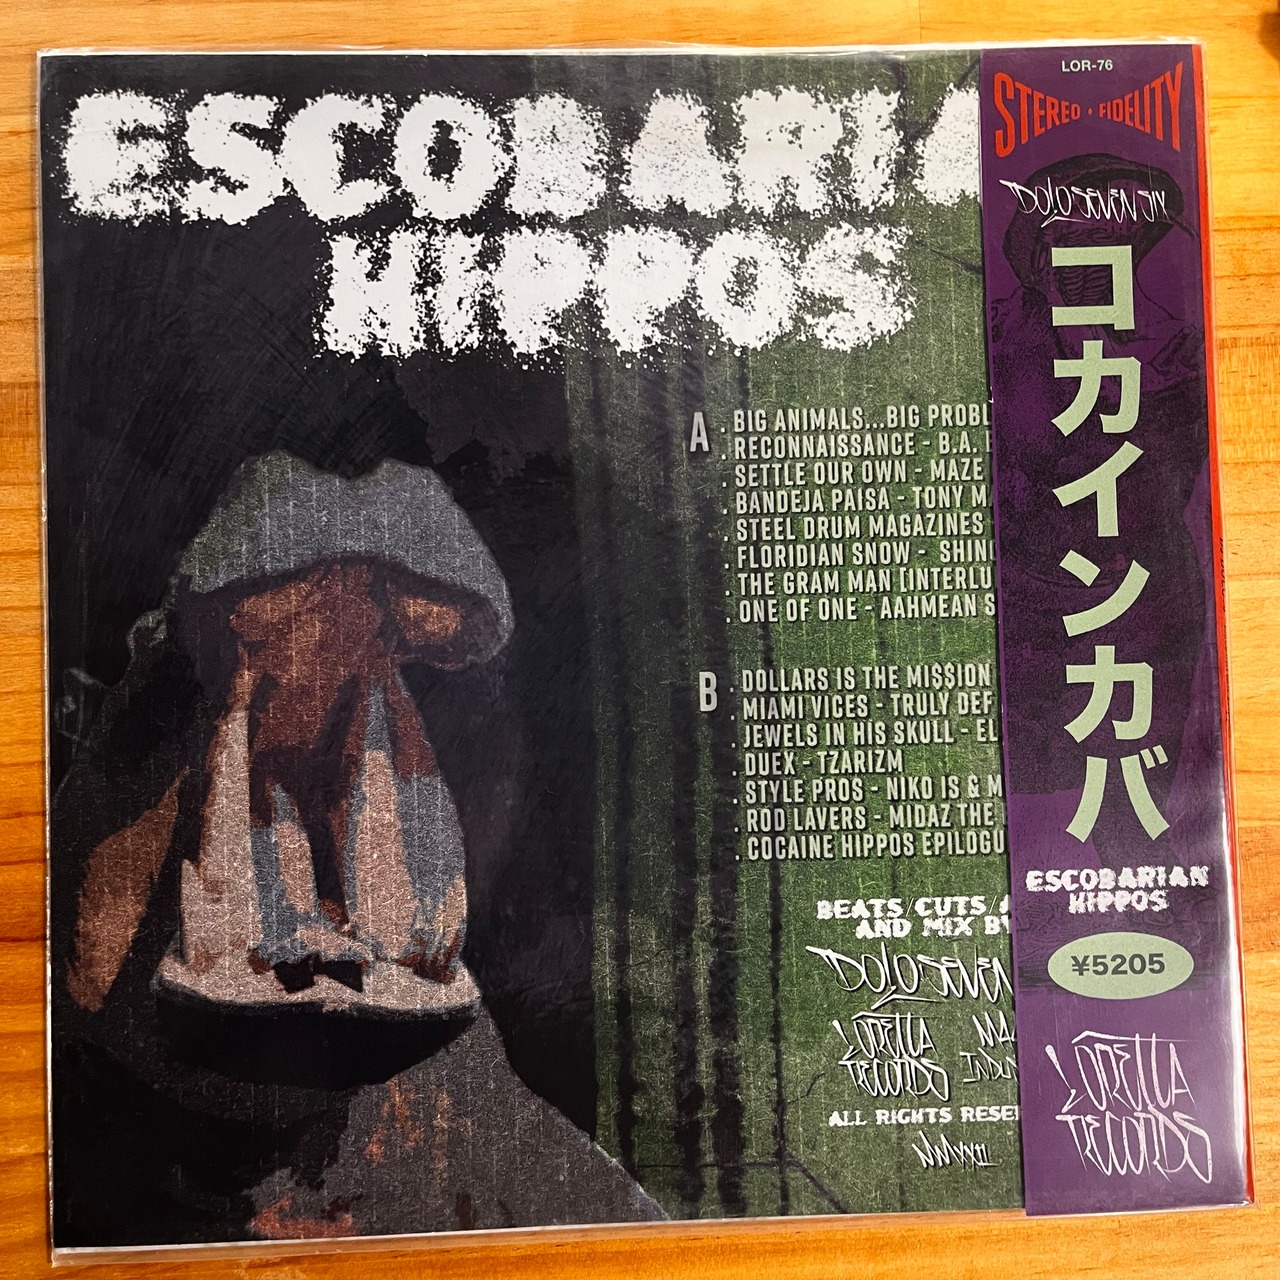 ESCOBARIA
HIPPOS
A
. BIG ANIMALS...BIG PROBL
. RECONNAISSANCE - B.A.
. SETTLE OUR OWN - MAZE
. BANDEJA PAISA - TONY M
. STEEL DRUM MAGAZINES
. FLORIDIAN SNOW - SHIN
. THE GRAM MAN [INTERLU
. ONE OF ONE - AAHMEAN S
B
. DOLLARS IS THE MI$$ION
. MIAMI VICES - TRULY DEF
. JEWELS IN HIS SKULL - EL
. DUEX - TZARIZM
. STYLE PROS - NIKO IS & M
. ROD LAVERS - MIDAZ THE
. COCAINE HIPPOS EPILOGU
BEATS/CUTS/
AND MIX BY
DOLO SEVEN
LORETTA
RECORDS
MA
INDU
ALL RIGHTS RESE
MMXXII
LOR-76
STEREO • FIDELITY
DOLO SEVEN SIX
コカインカバ
ESCOBARIAN
HIPPOS
¥5205
LORETTA
RECORDS